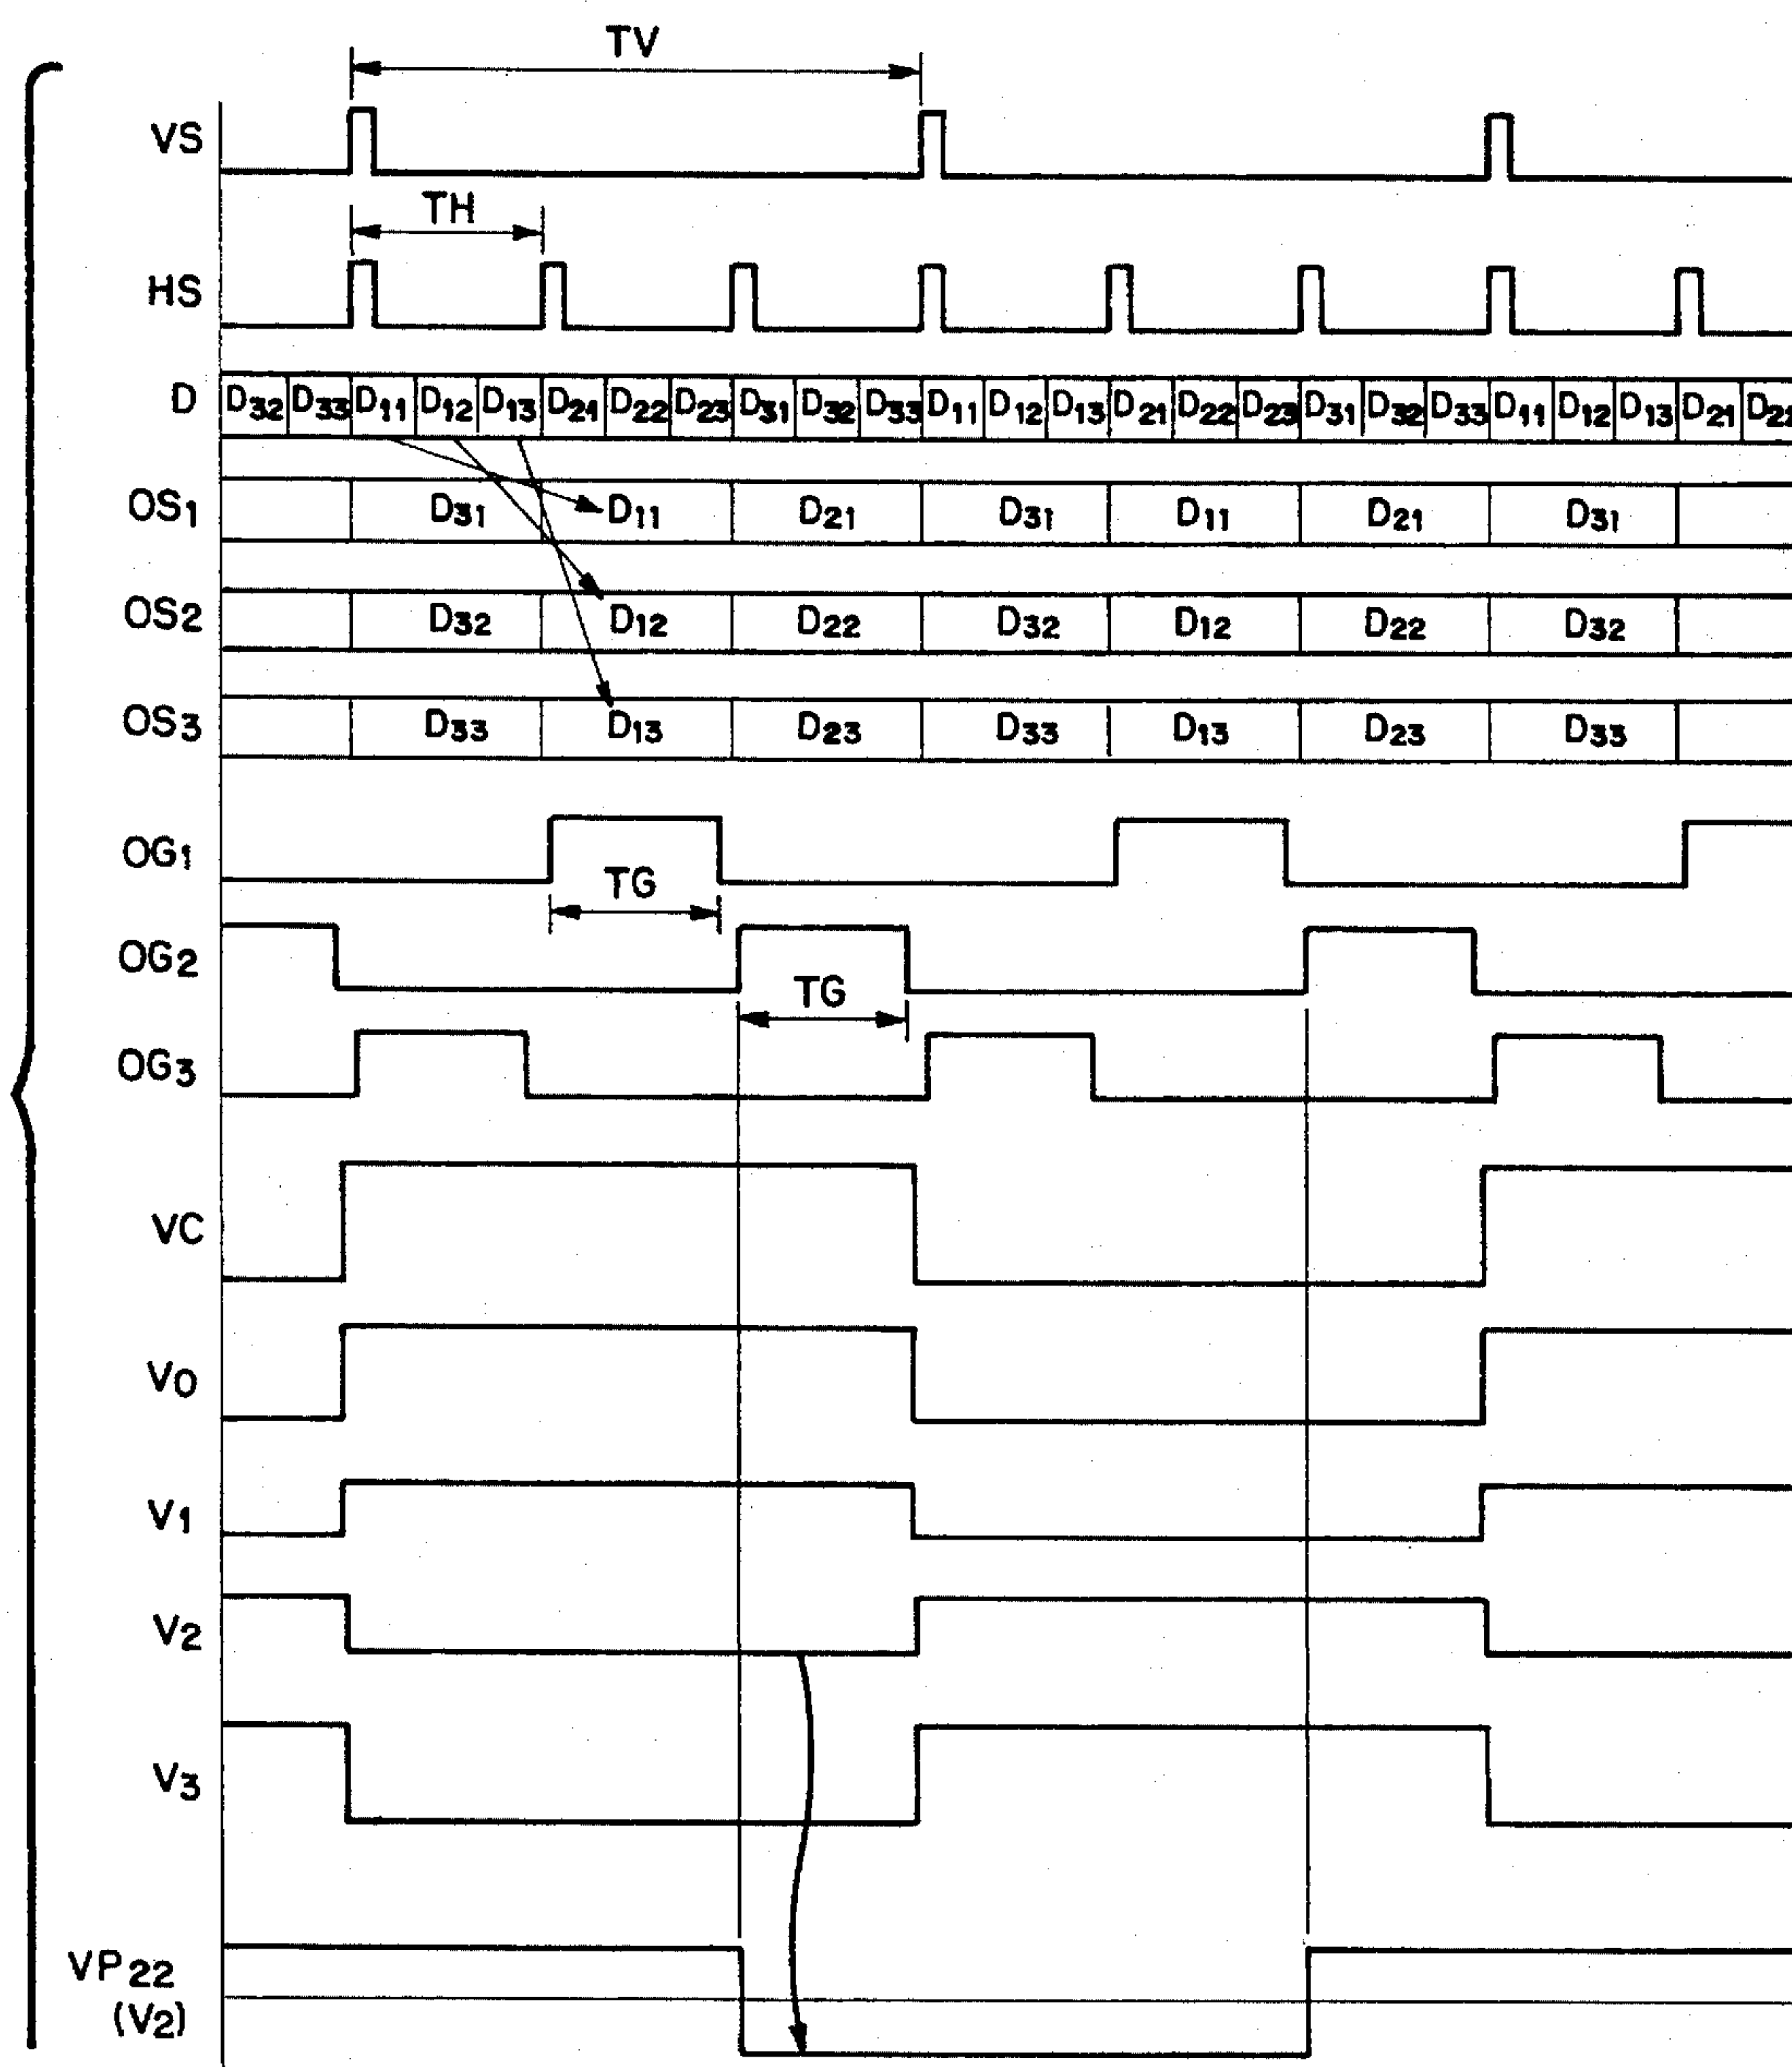 TV
VS
TH
HS
D D32 D33 D11 D12 D13 D21 D22 D23 D31 D32 D33 D11 D12 D13 D21 D22 D23 D31 D32 D33 D11 D12 D13 D21 D22
OS1 D31 D11 D21 D31 D11 D21 D31
OS2 D32 D12 D22 D32 D12 D22 D32
OS3 D33 D13 D23 D33 D13 D23 D33
OG1
TG
OG2
TG
OG3
VC
V0
V1
V2
V3
VP22
(V2)